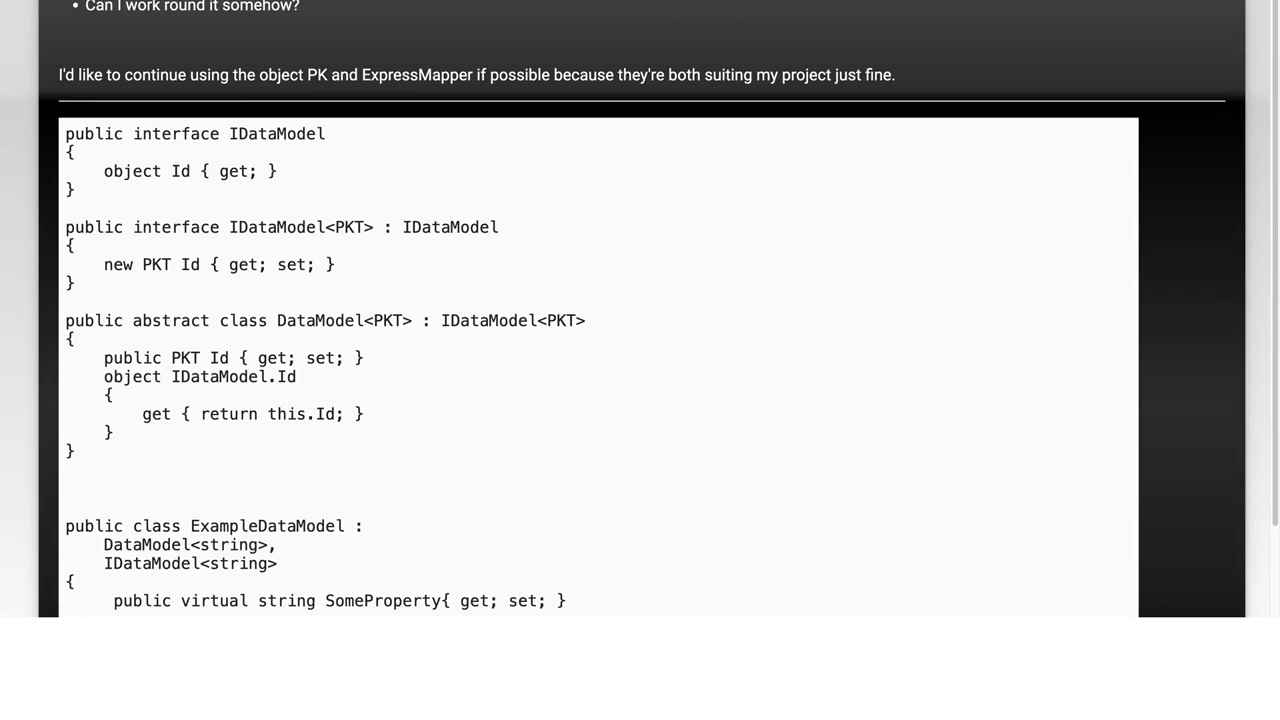 • Can I work round it somehow?
I'd like to continue using the object PK and ExpressMapper if possible because they're both suiting my project just fine.
public interface IDataModel
{
    object Id { get; }
}
public interface IDataModel<PKT> : IDataModel
{
    new PKT Id { get; set; }
}
public abstract class DataModel<PKT> : IDataModel<PKT>
{
    public PKT Id { get; set; }
    object IDataModel.Id
    {
        get { return this.Id; }
    }
}
public class ExampleDataModel :
    DataModel<string>,
    IDataModel<string>
{
     public virtual string SomeProperty{ get; set; }